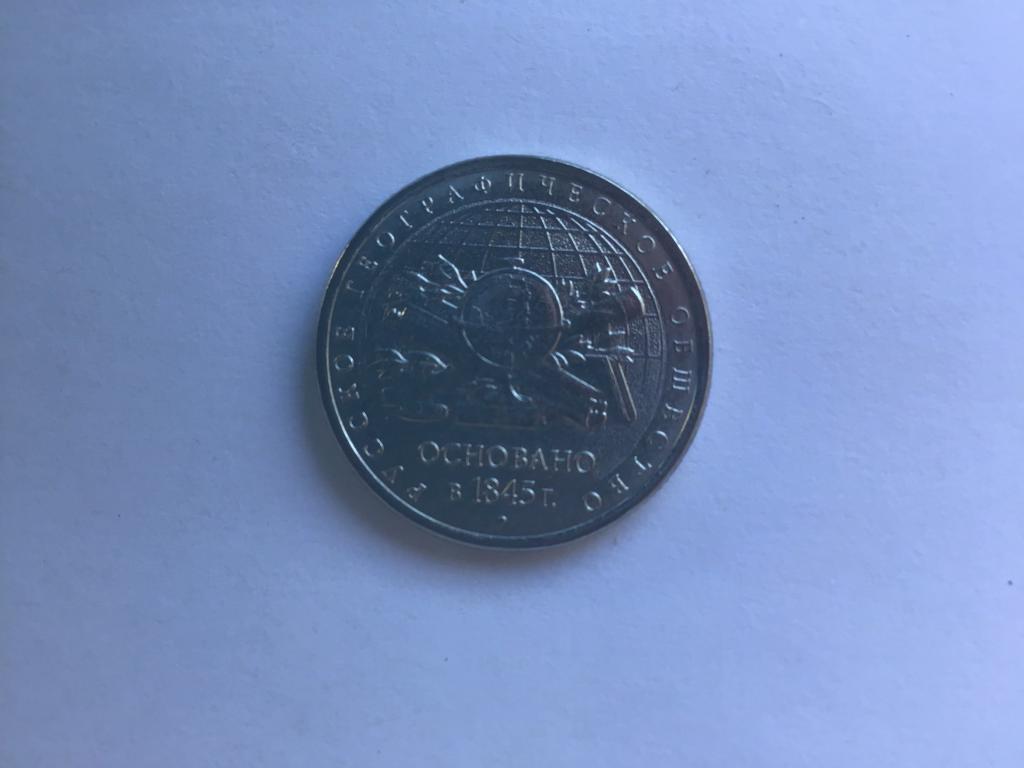 РУССКОЕ ГЕОГРАФИЧЕСКОЕ ОБЩЕСТВО
ОСНОВАНО
в 1845 г.